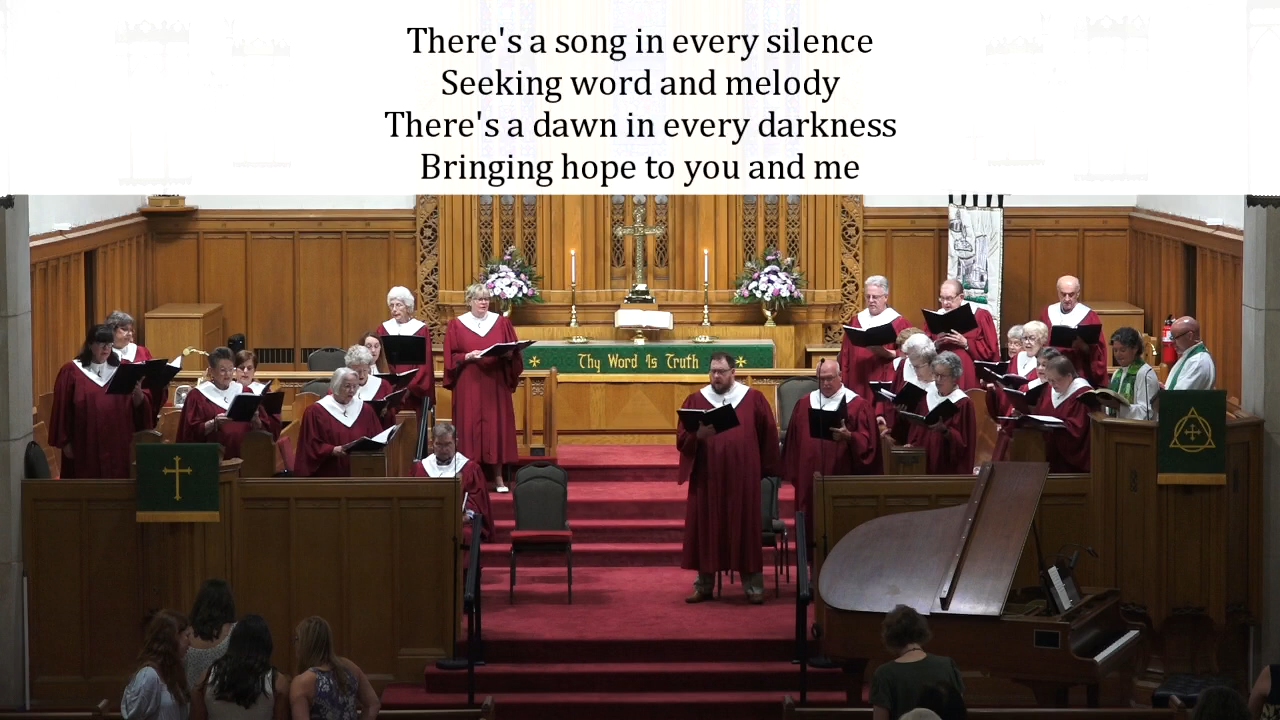 There's a song in every silence
Seeking word and melody
There's a dawn in every darkness
Bringing hope to you and me
Thy Word Is Truth